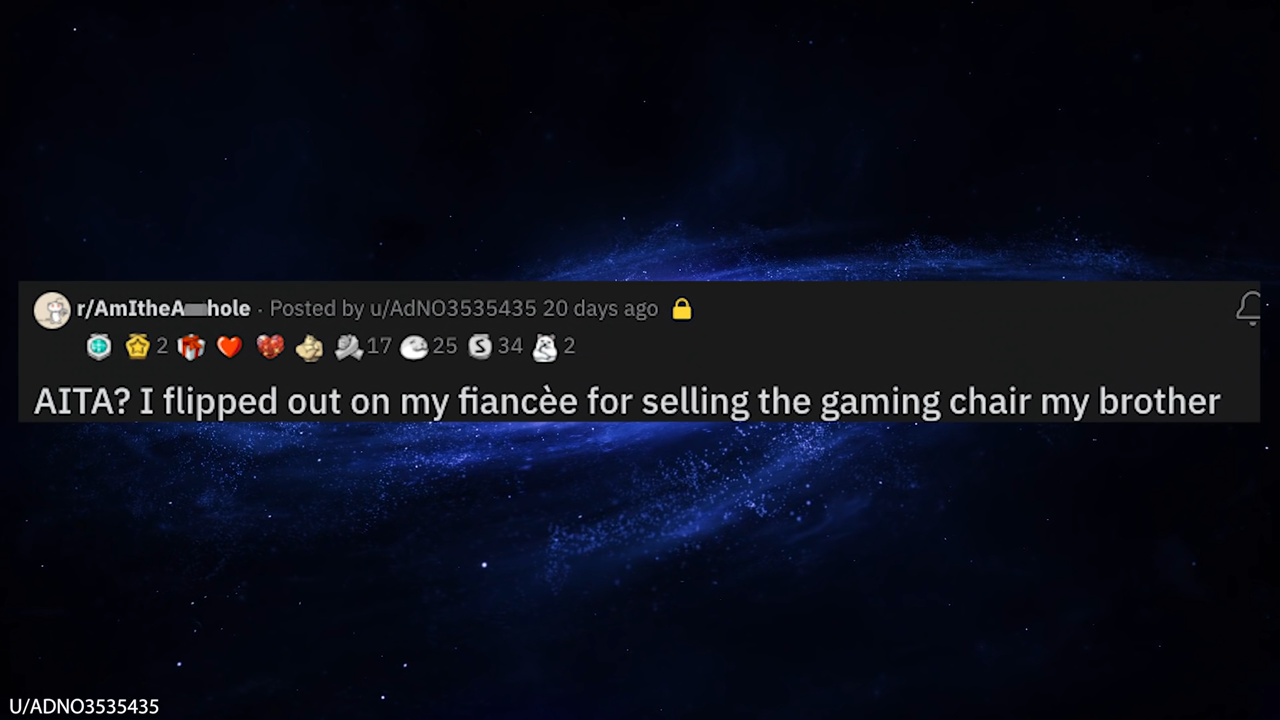 r/AmItheA hole · Posted by u/AdNO3535435 20 days ago
2 17 25 34 2
AITA? I flipped out on my fiancèe for selling the gaming chair my brother
U/ADNO3535435